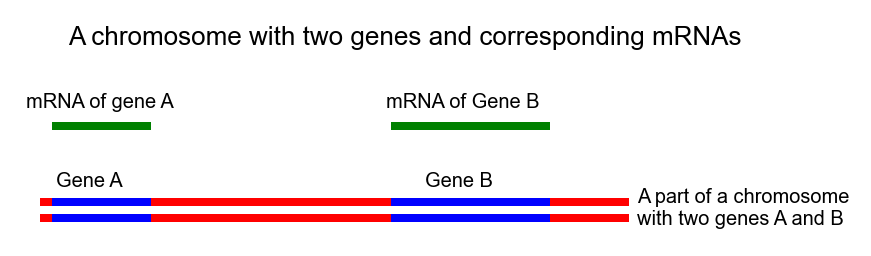 A chromosome with two genes and corresponding mRNAs
mRNA of gene A
mRNA of Gene B
Gene A
Gene B
A part of a chromosome
with two genes A and B